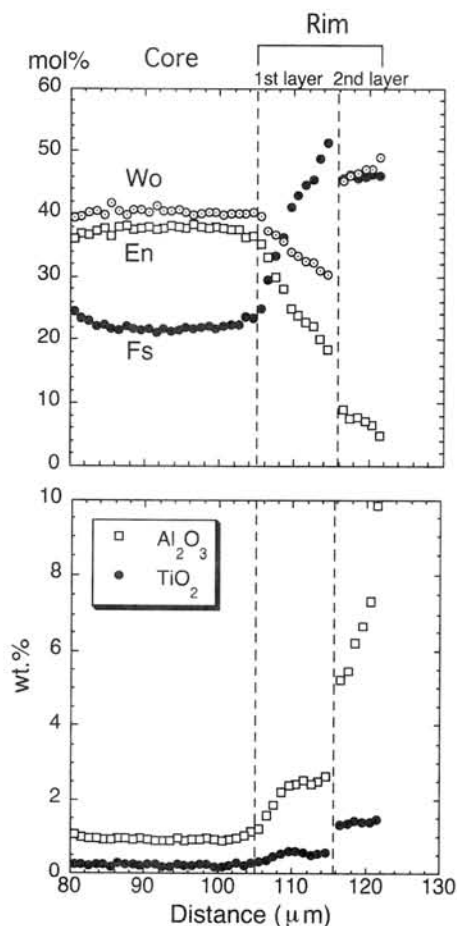 Rim
mol%
Core
1st layer
2nd layer
60
50
40
30
20
10
0
Wo
En
Fs
10
8
6
4
2
0
wt.%
Al₂O₃
TiO₂
80
90
100
110
120
130
Distance (μm)